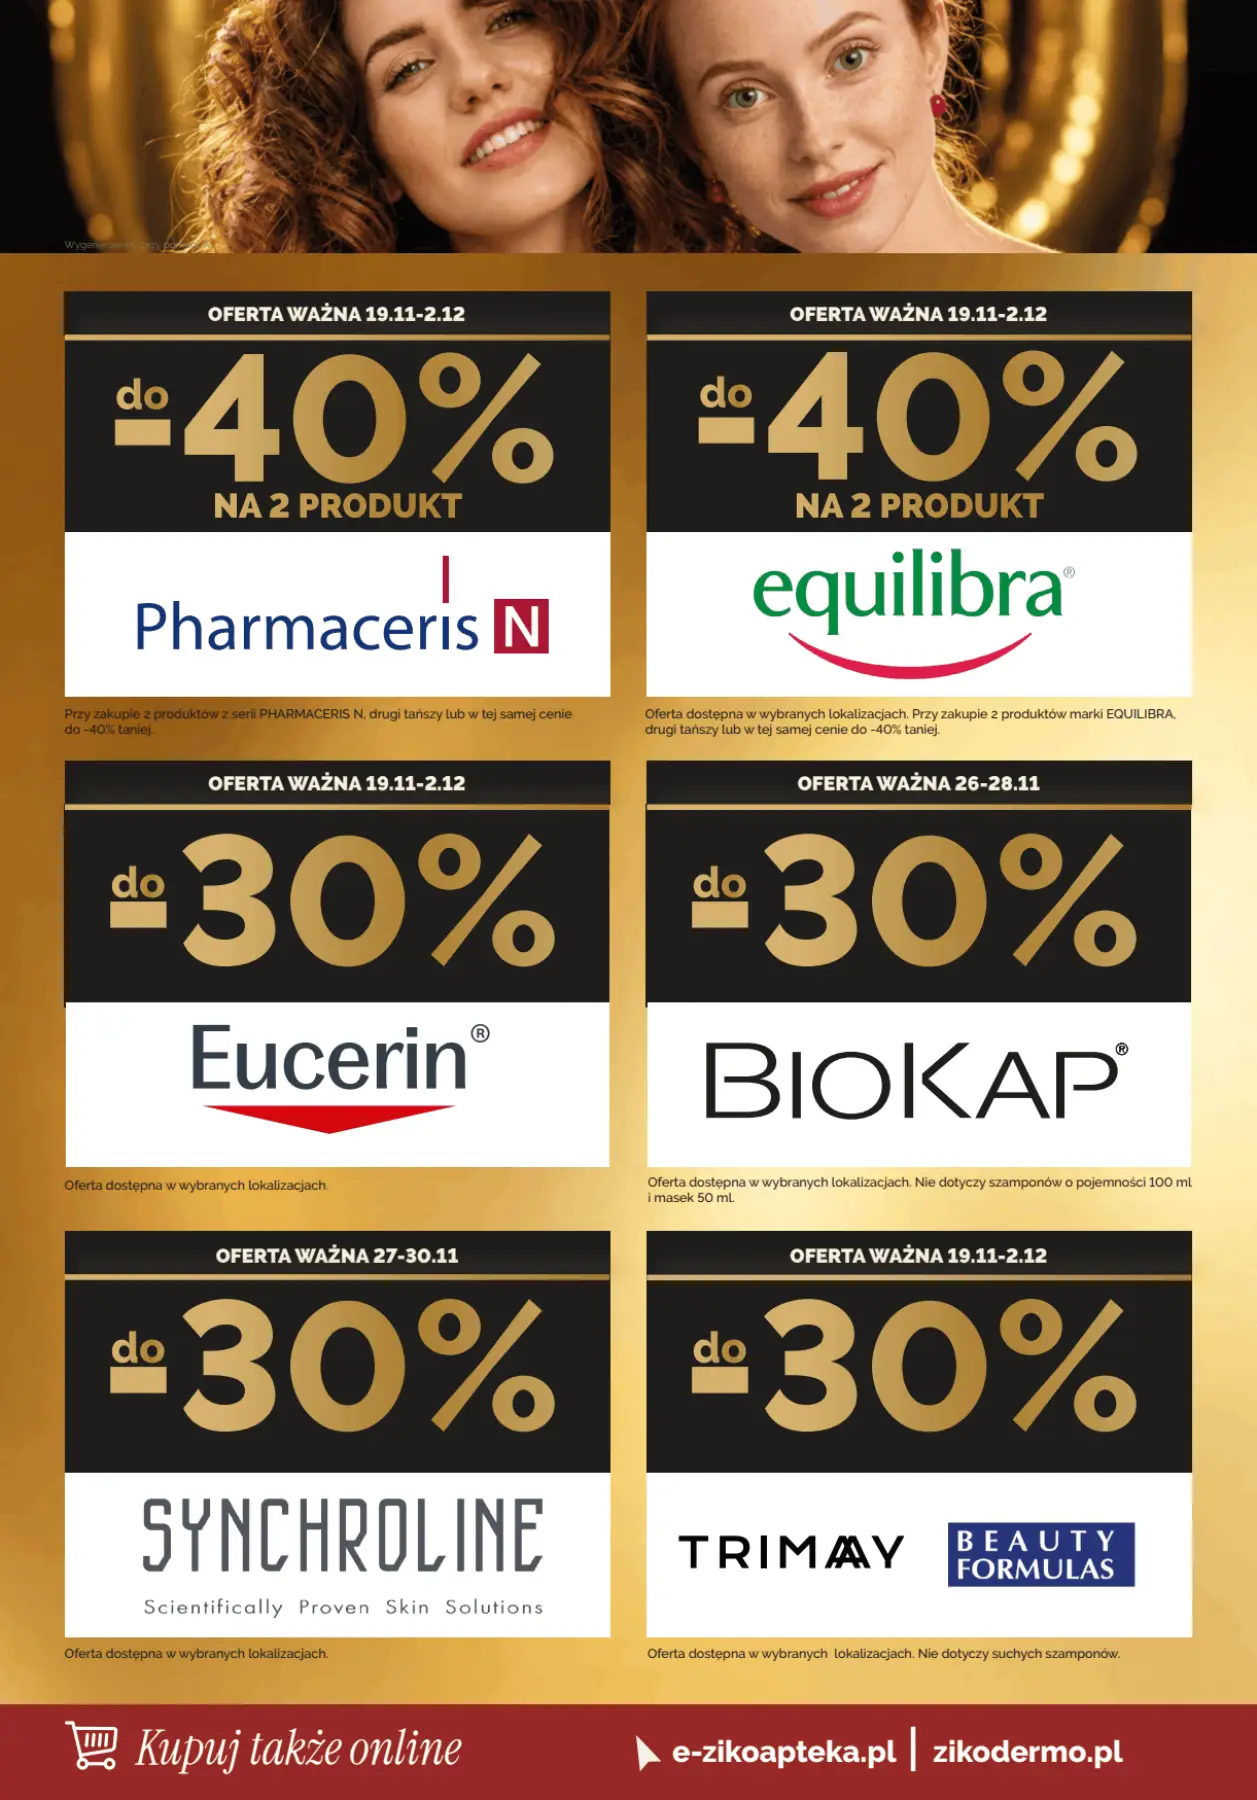 Wygenerowano przy
OFERTA WAŻNA 19.11-2.12
do
-40%
NA 2 PRODUKT
Pharmaceris N
Przy zakupie 2 produktów z serii PHARMACERIS N, drugi tańszy lub w tej samej cenie
do -40% taniej.
OFERTA WAŻNA 19.11-2.12
do
-40%
NA 2 PRODUKT
equilibra®
Oferta dostępna w wybranych lokalizacjach. Przy zakupie 2 produktów marki EQUILIBRA,
drugi tańszy lub w tej samej cenie do -40% taniej.
OFERTA WAŻNA 19.11-2.12
do
-30%
Eucerin®
Oferta dostępna w wybranych lokalizacjach.
OFERTA WAŻNA 26-28.11
do
-30%
BIOKAP®
Oferta dostępna w wybranych lokalizacjach. Nie dotyczy szamponów o pojemności 100 ml
i masek 50 ml.
OFERTA WAŻNA 27-30.11
do
-30%
SYNCHROLINE
Scientifically Proven Skin Solutions
Oferta dostępna w wybranych lokalizacjach.
OFERTA WAŻNA 19.11-2.12
do
-30%
TRIMAY
BEAUTY
FORMULAS
Oferta dostępna w wybranych lokalizacjach. Nie dotyczy suchych szamponów.
Kupuj także online
e-zikoapteka.pl | zikodermo.pl